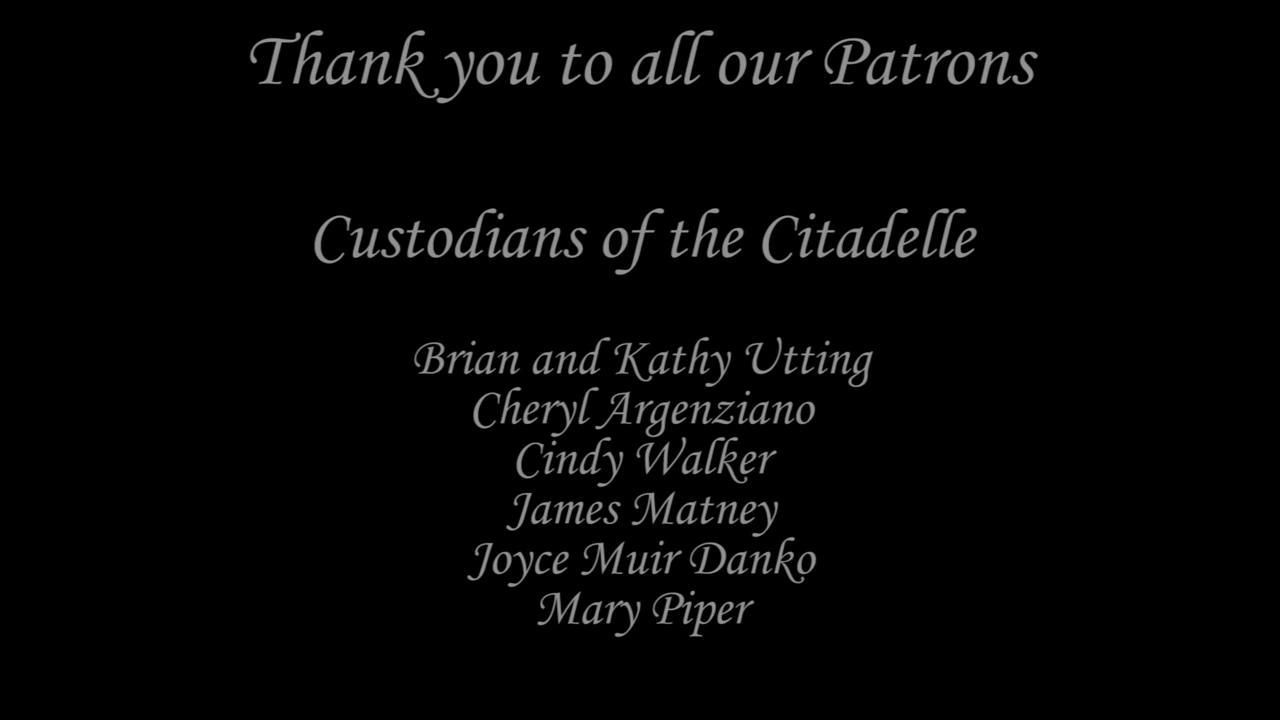 Thank you to all our Patrons
Custodians of the Citadelle
Brian and Kathy Utting
Cheryl Argenziano
Cindy Walker
James Matney
Joyce Muir Danko
Mary Piper